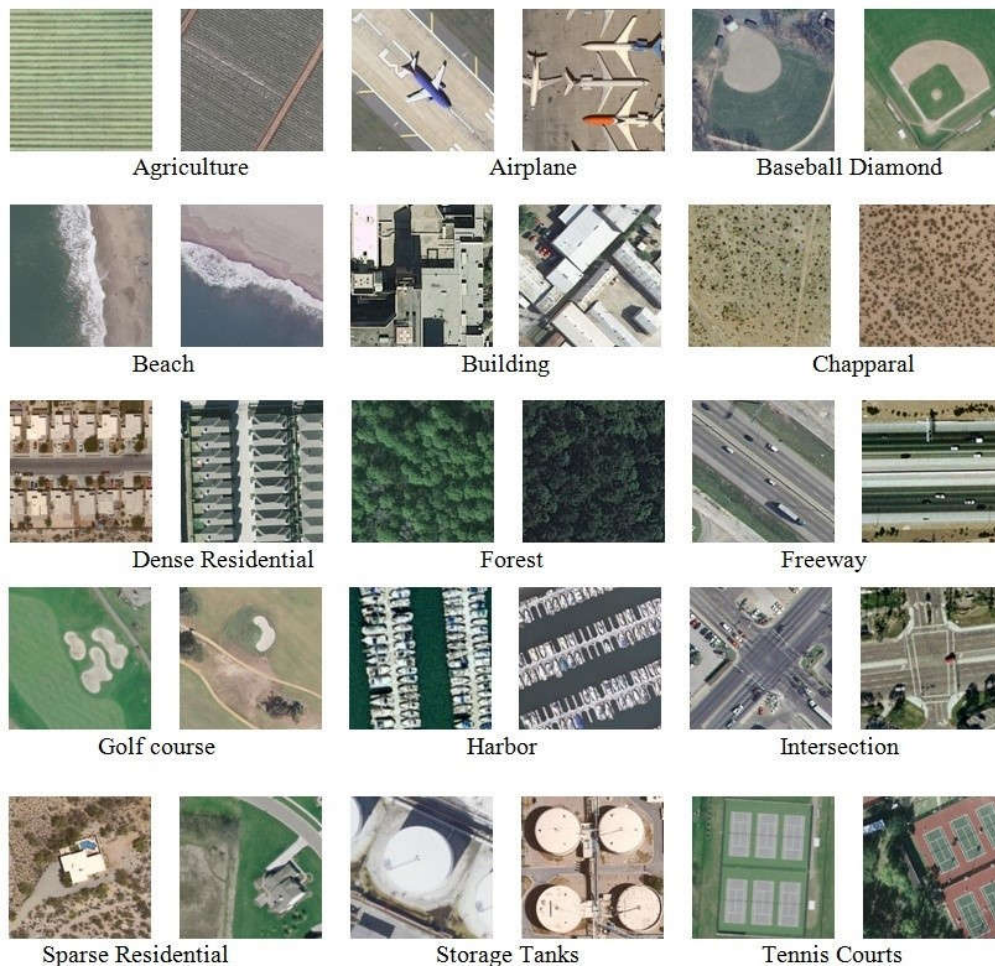 Agriculture
Airplane
Baseball Diamond
Beach
Building
Chapparal
Dense Residential
Forest
Freeway
Golf course
Harbor
Intersection
Sparse Residential
Storage Tanks
Tennis Courts